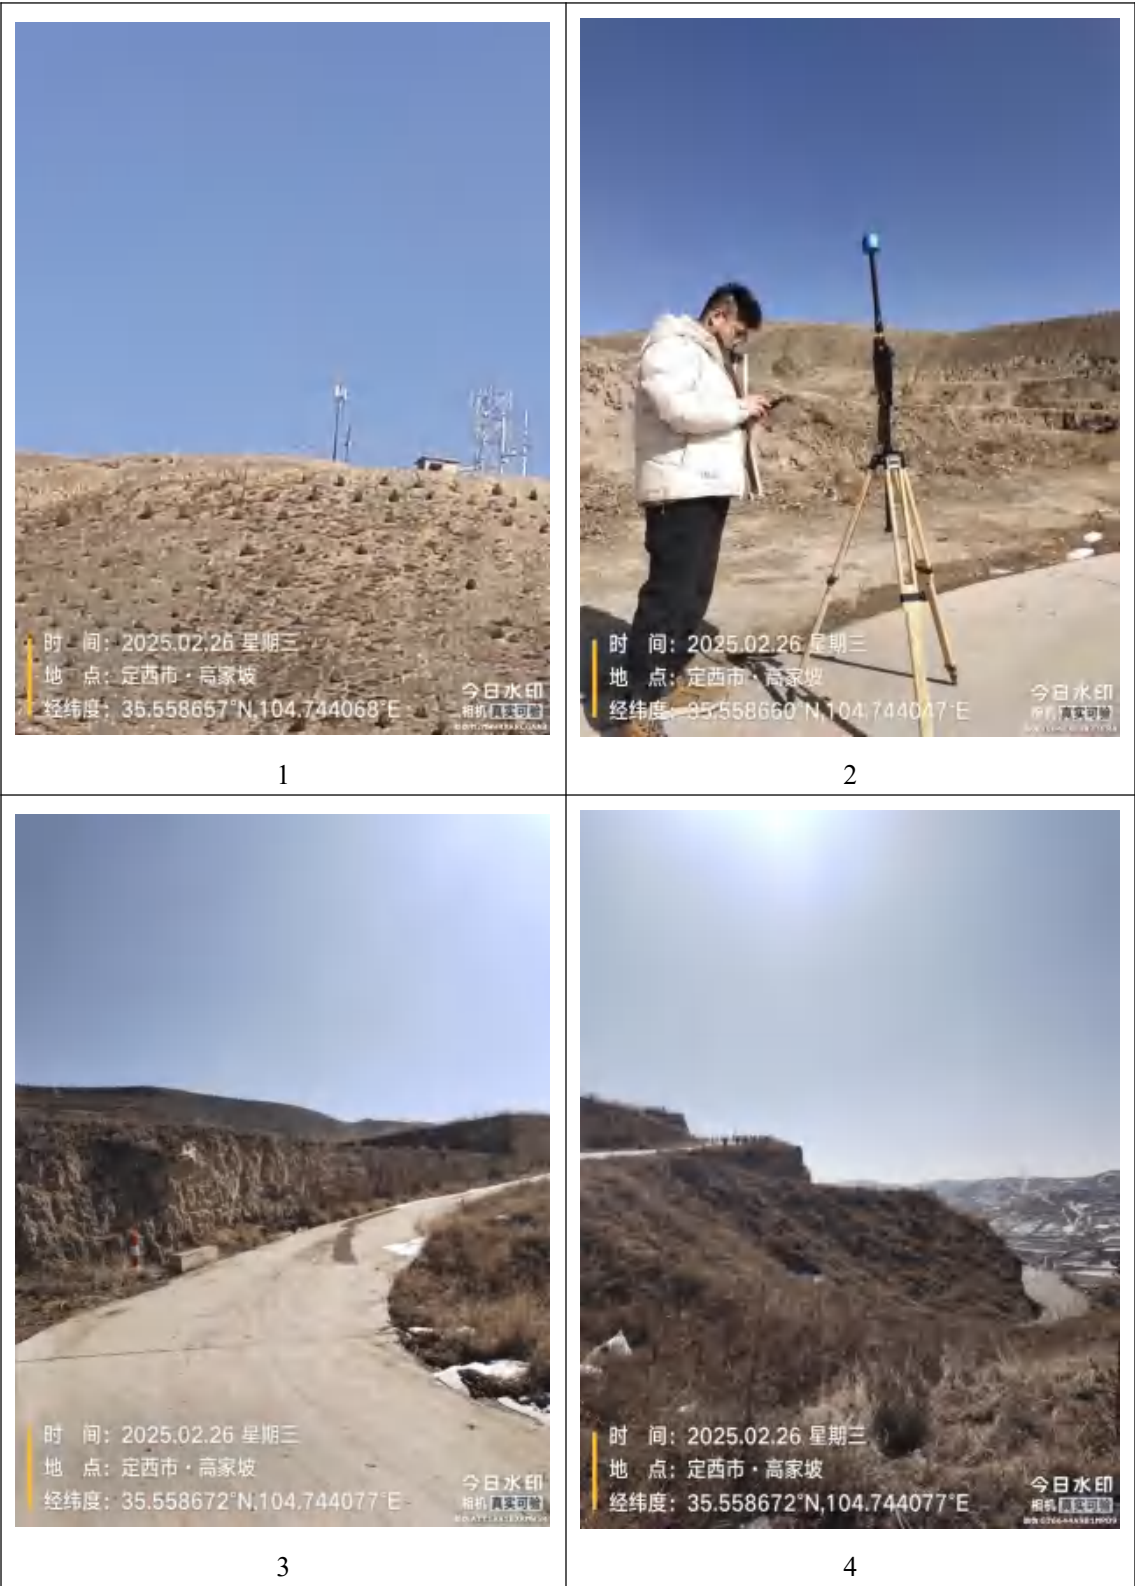 时 间：2025.02.26 星期三
地 点：定西市·高家坡
经纬度：35.558657°N,104.744068°E
今日水印
相机 真实可验
1
时 间：2025.02.26 星期三
地 点：定西市·高家坡
经纬度：35.558660°N,104.744047°E
今日水印
相机 真实可验
2
时 间：2025.02.26 星期三
地 点：定西市·高家坡
经纬度：35.558672°N,104.744077°E
今日水印
相机 真实可验
3
时 间：2025.02.26 星期三
地 点：定西市·高家坡
经纬度：35.558672°N,104.744077°E
今日水印
相机 真实可验
4